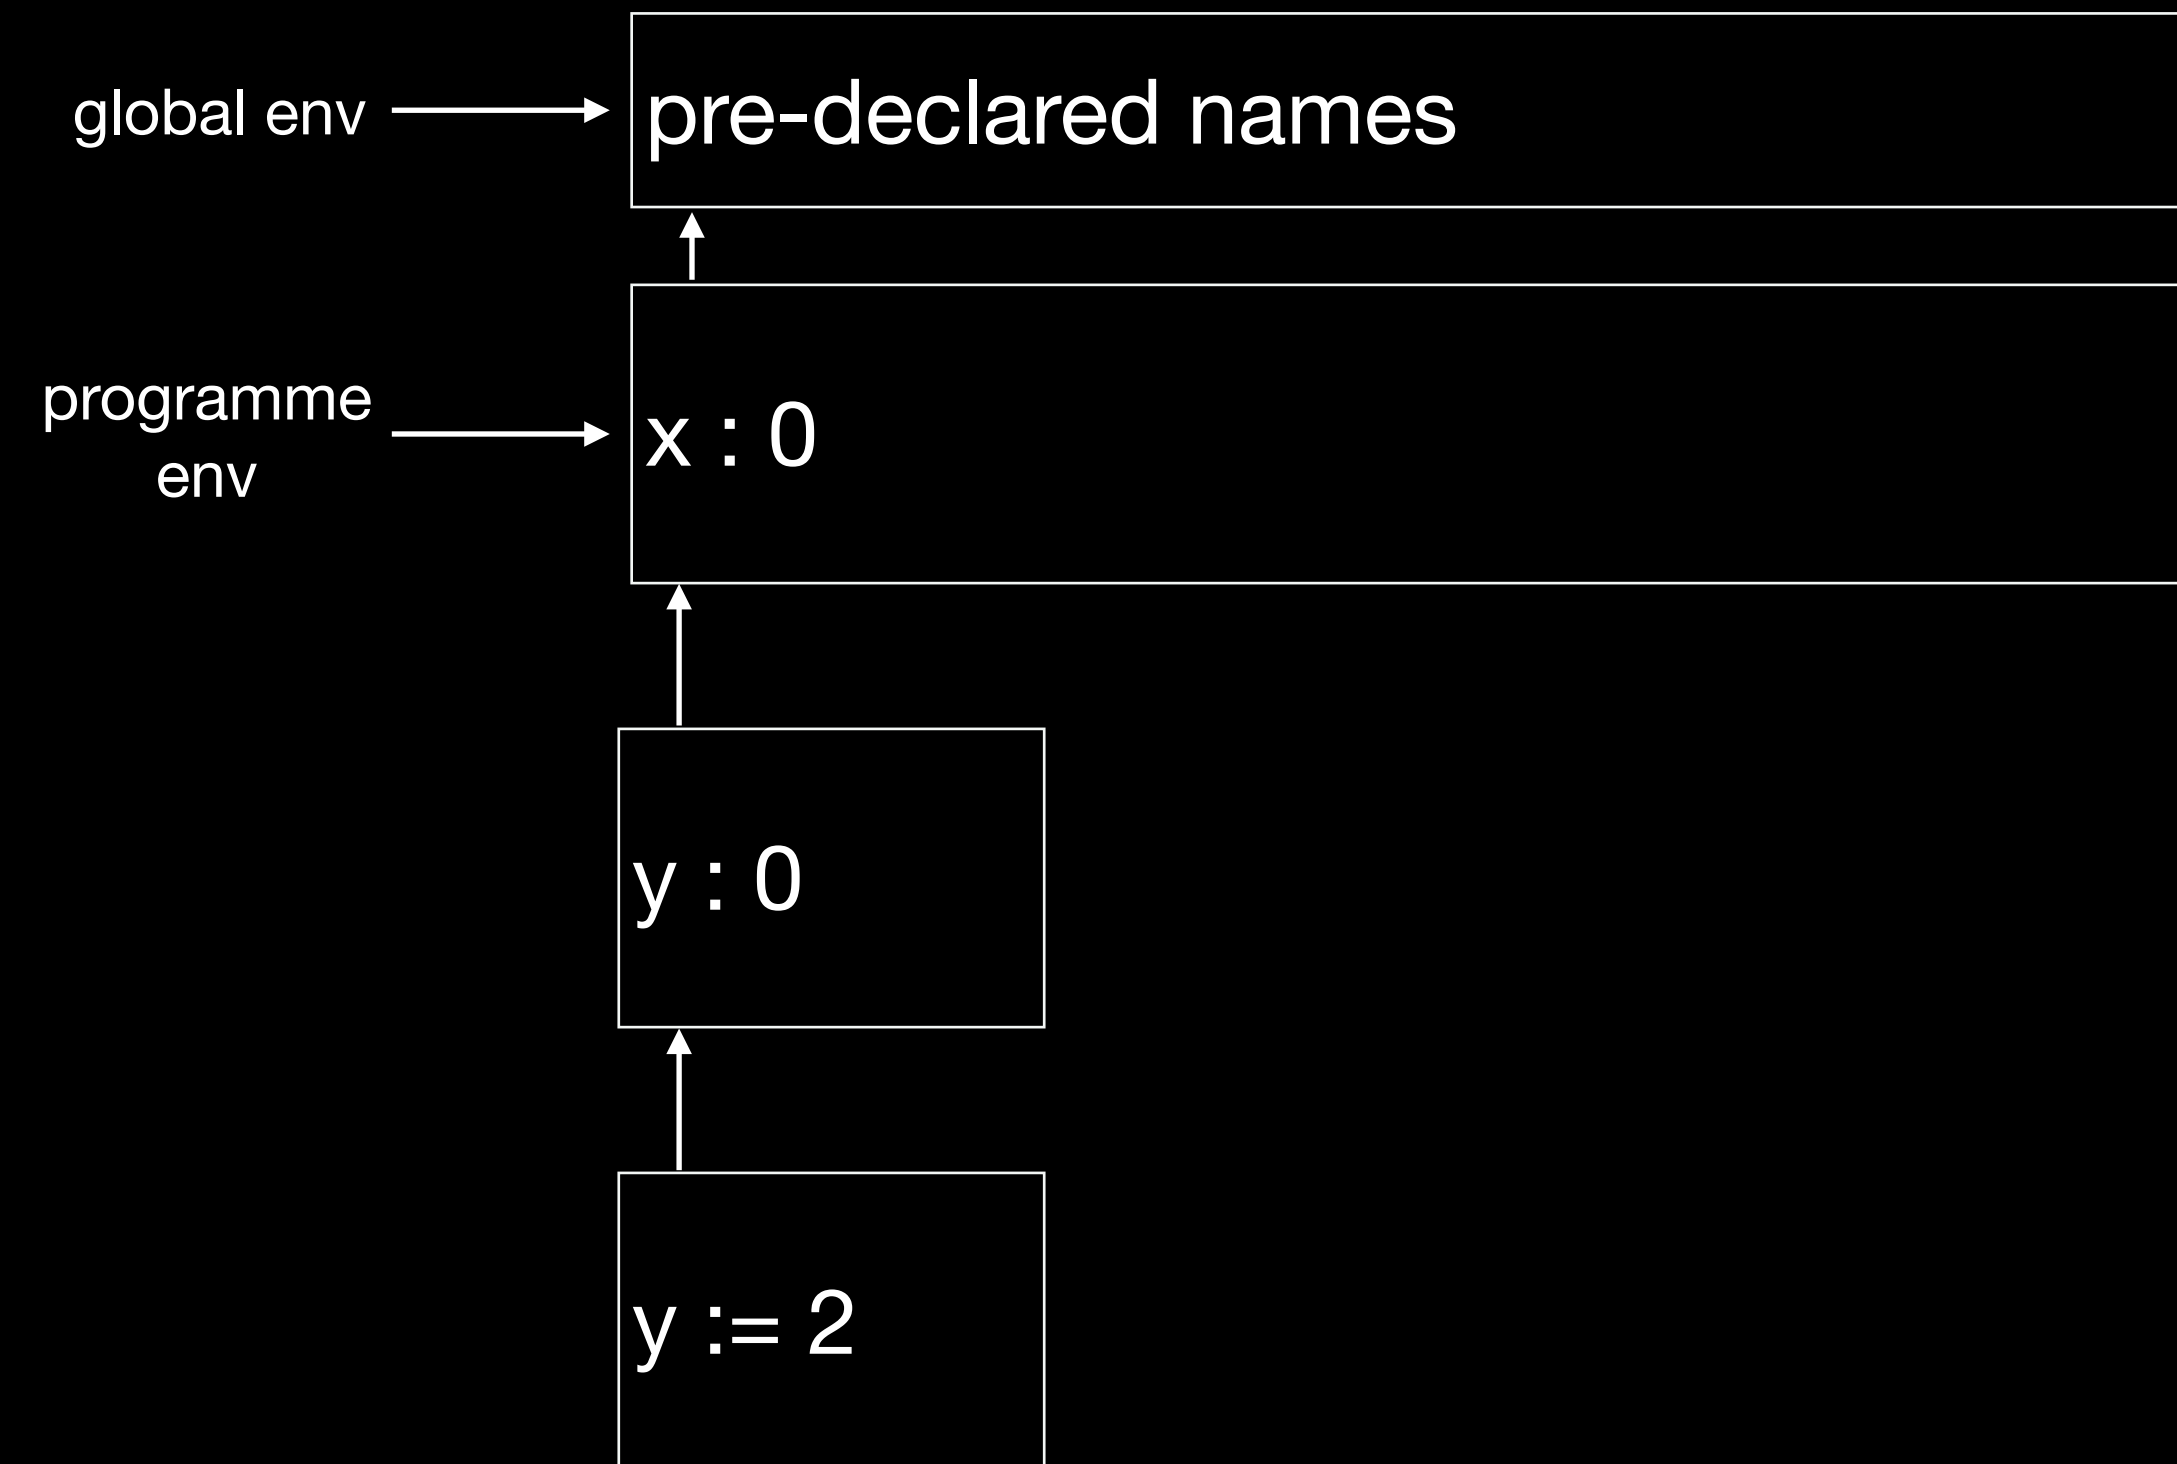 global env
pre-declared names
programme
env
x : 0
y : 0
y := 2